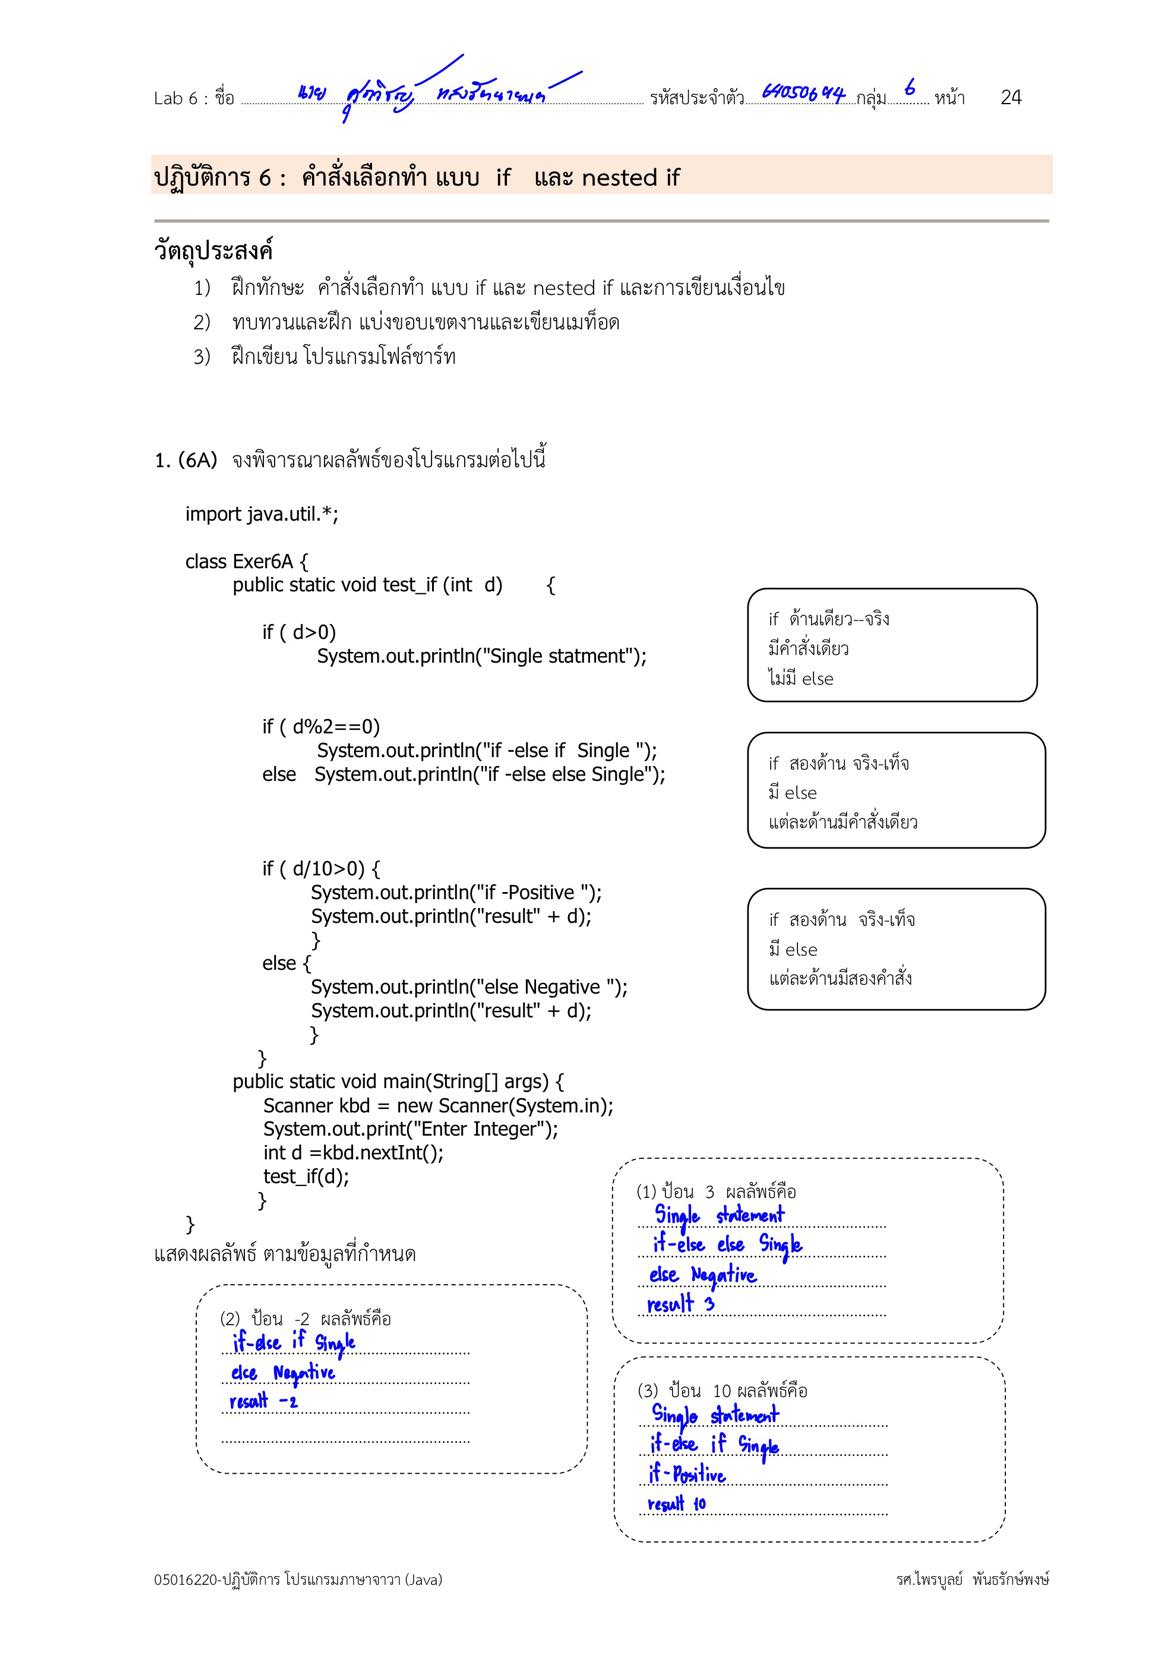 Lab 6 : ชื่อ นาย รหัสประจำตัว 64050694 กลุ่ม 6 หน้า 24
ปฏิบัติการ 6 : คำสั่งเลือกทำ แบบ if และ nested if
วัตถุประสงค์
1) ฝึกทักษะ คำสั่งเลือกทำ แบบ if และ nested if และการเขียนเงื่อนไข
2) ทบทวนและฝึก แบ่งขอบเขตงานและเขียนเมท็อด
3) ฝึกเขียน โปรแกรมโฟล์ชาร์ท
1. (6A) จงพิจารณาผลลัพธ์ของโปรแกรมต่อไปนี้
import java.util.*;
class Exer6A {
public static void test_if (int d) {
if ( d>0)
System.out.println("Single statment");
if ด้านเดียว--จริง
มีคำสั่งเดียว
ไม่มี else
if ( d%2==0)
System.out.println("if -else if Single ");
else System.out.println("if -else else Single");
if สองด้าน จริง-เท็จ
มี else
แต่ละด้านมีคำสั่งเดียว
if ( d/10>0) {
System.out.println("if -Positive ");
System.out.println("result" + d);
}
else {
System.out.println("else Negative ");
System.out.println("result" + d);
}
}
if สองด้าน จริง-เท็จ
มี else
แต่ละด้านมีสองคำสั่ง
public static void main(String[] args) {
Scanner kbd = new Scanner(System.in);
System.out.print("Enter Integer");
int d =kbd.nextInt();
test_if(d);
}
}
แสดงผลลัพธ์ ตามข้อมูลที่กำหนด
(1) ป้อน 3 ผลลัพธ์คือ
Single statement
if-else else Single
else Negative
result 3
(2) ป้อน -2 ผลลัพธ์คือ
if-else if Single
else Negative
result -2
(3) ป้อน 10 ผลลัพธ์คือ
Single statement
if-else if Single
if-Positive
result 10
05016220-ปฏิบัติการ โปรแกรมภาษาจาวา (Java) รศ.ไพรบูลย์ พันธรักษ์พงษ์